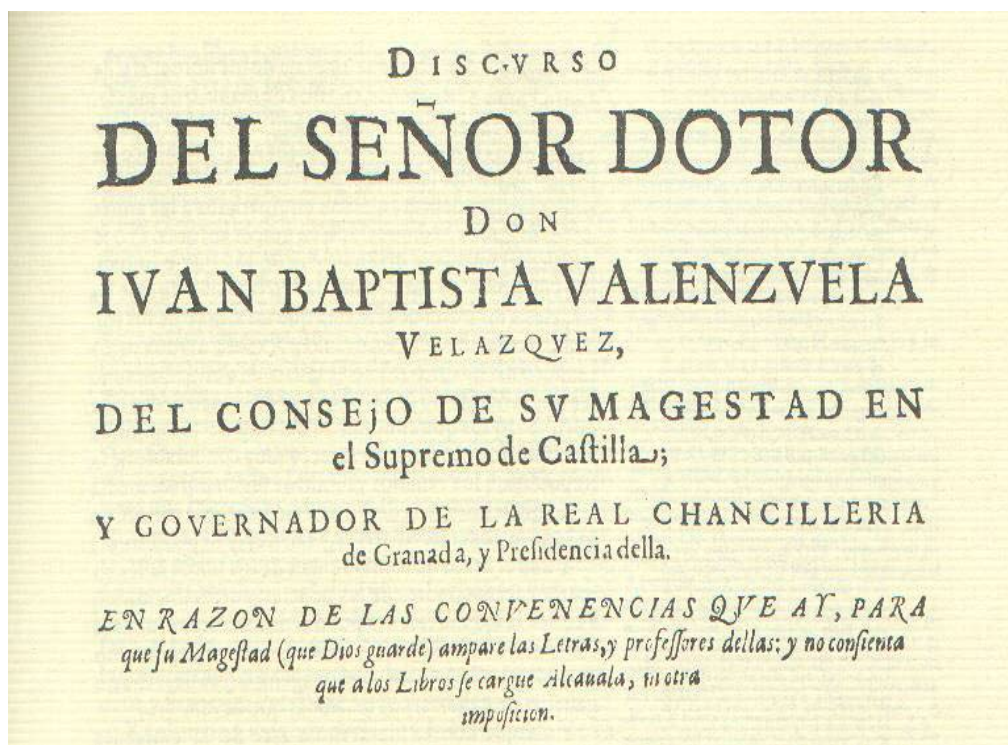 DISCVRSO
DEL SEÑOR DOTOR
DON
IVAN BAPTISTA VALENZVELA
VELAZQVEZ,
DEL CONSEjO DE SV MAGESTAD EN
el Supremo de Caſtilla;
Y GOVERNADOR DE LA REAL CHANCILLERIA
de Granada, y Preſidencia della.
EN RAZON DE LAS CONVENENCIAS QVE AY, PARA
que ſu Mageſtad (que Dios guarde) ampare las Letras, y profeſſores dellas: y no conſienta
que a los Libros ſe cargue Alcauala, ni otra
impoſicion.